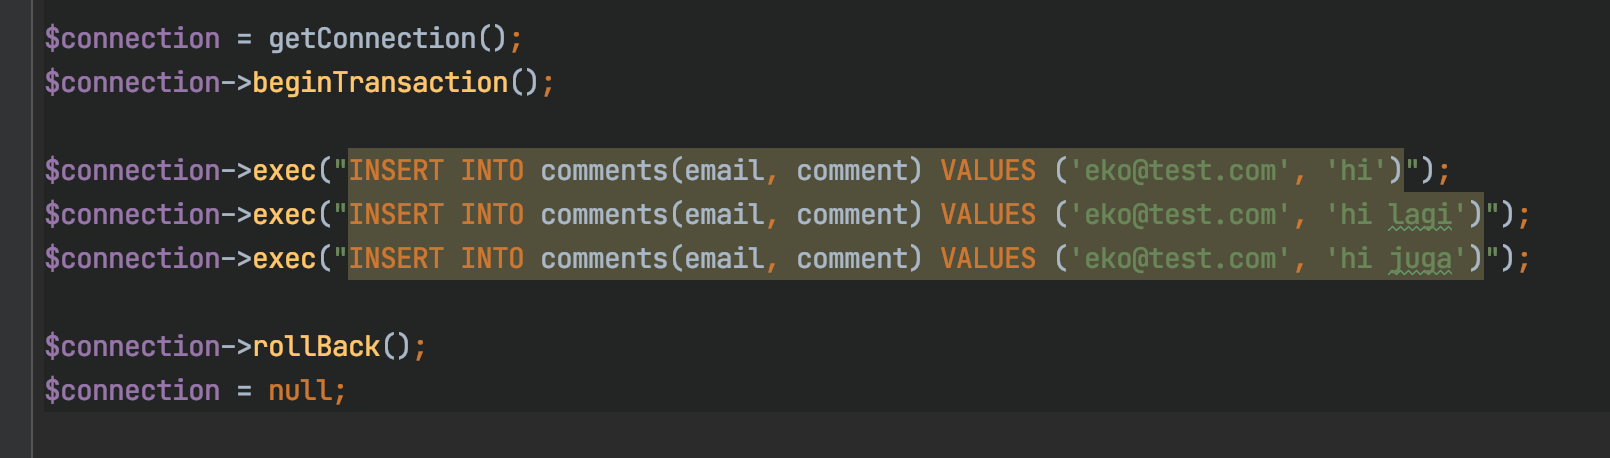 $connection = getConnection();
$connection->beginTransaction();
$connection->exec("INSERT INTO comments(email, comment) VALUES ('eko@test.com', 'hi')");
$connection->exec("INSERT INTO comments(email, comment) VALUES ('eko@test.com', 'hi lagi')");
$connection->exec("INSERT INTO comments(email, comment) VALUES ('eko@test.com', 'hi juga')");
$connection->rollBack();
$connection = null;